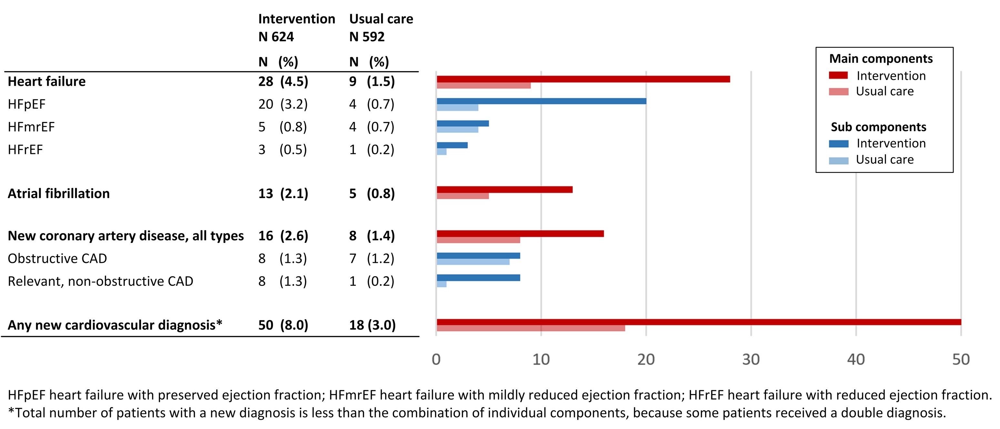 Intervention Usual care
N 624 N 592
N (%) N (%)
Heart failure 28 (4.5) 9 (1.5)
HFpEF 20 (3.2) 4 (0.7)
HFmrEF 5 (0.8) 4 (0.7)
HFrEF 3 (0.5) 1 (0.2)
Atrial fibrillation 13 (2.1) 5 (0.8)
New coronary artery disease, all types 16 (2.6) 8 (1.4)
Obstructive CAD 8 (1.3) 7 (1.2)
Relevant, non-obstructive CAD 8 (1.3) 1 (0.2)
Any new cardiovascular diagnosis* 50 (8.0) 18 (3.0)
Main components
Intervention
Usual care
Sub components
Intervention
Usual care
0 10 20 30 40 50
HFpEF heart failure with preserved ejection fraction; HFmrEF heart failure with mildly reduced ejection fraction; HFrEF heart failure with reduced ejection fraction.
*Total number of patients with a new diagnosis is less than the combination of individual components, because some patients received a double diagnosis.